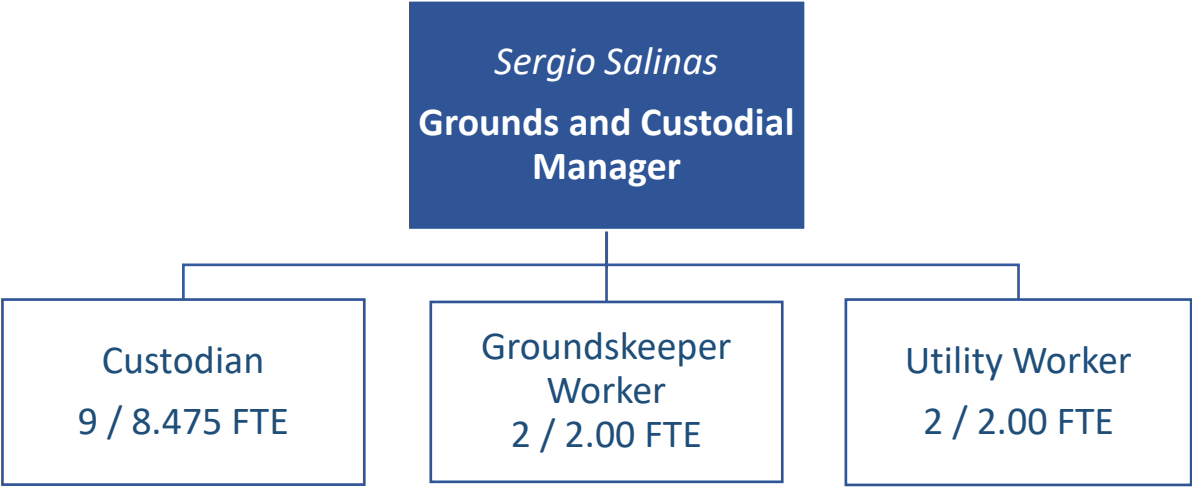 Sergio Salinas
Grounds and Custodial
Manager
Custodian
9 / 8.475 FTE
Groundskeeper
Worker
2 / 2.00 FTE
Utility Worker
2 / 2.00 FTE